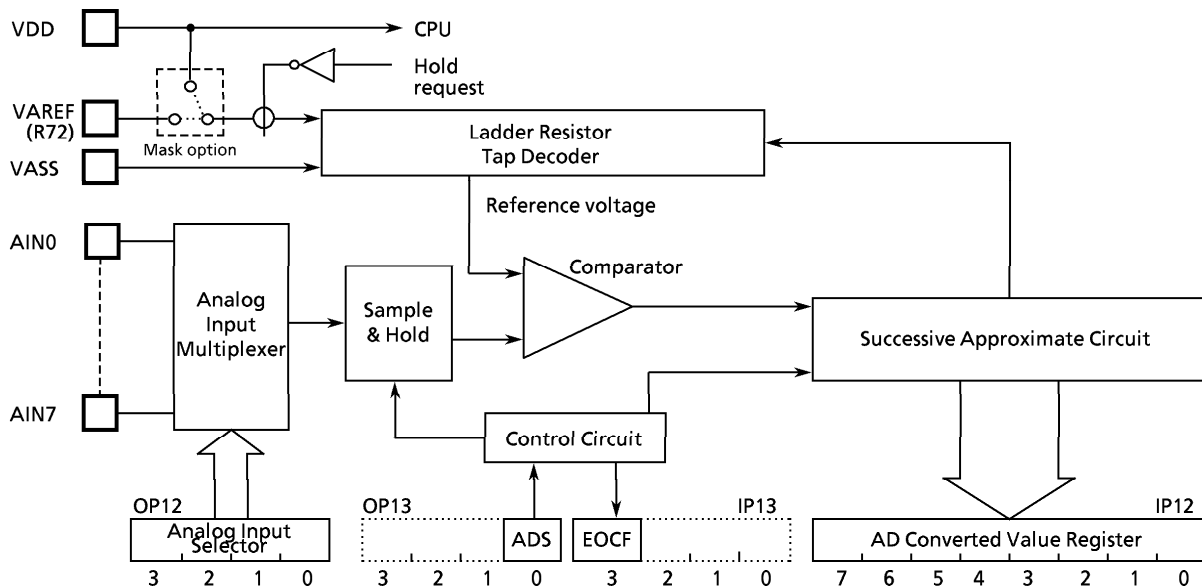 VDD
CPU
Hold
request
VAREF
(R72)
Mask option
Ladder Resistor
Tap Decoder
VASS
Reference voltage
AIN0
Analog
Input
Multiplexer
Sample
& Hold
Comparator
Successive Approximate Circuit
AIN7
Control Circuit
OP12
Analog Input
Selector
3 2 1 0
OP13
ADS
3 2 1 0
IP13
EOCF
3 2 1 0
IP12
AD Converted Value Register
7 6 5 4 3 2 1 0